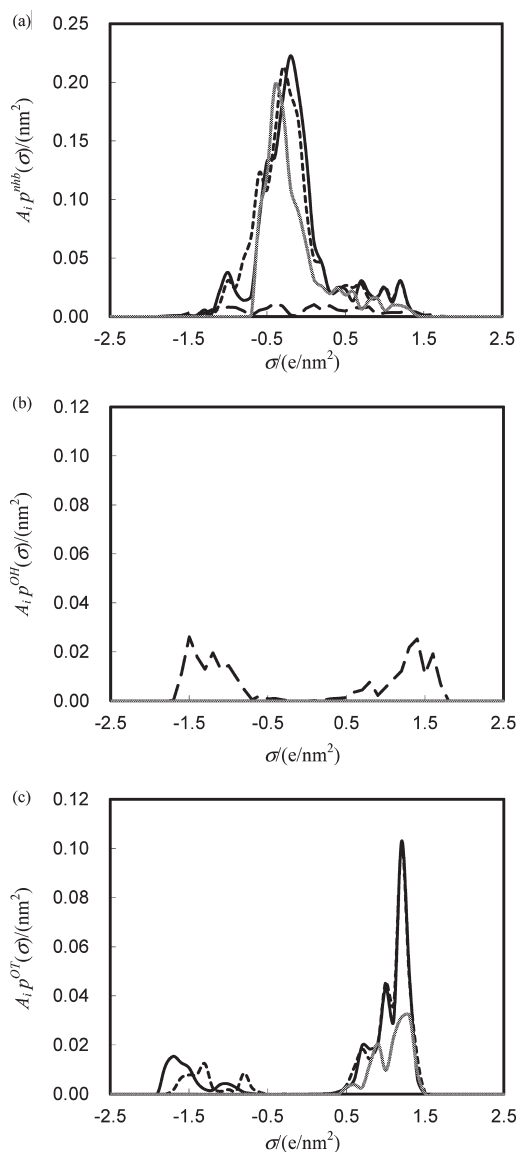 (a)
0.25
0.20
0.15
0.10
0.05
0.00
A_i p^{nhb}(σ)/(nm²)
-2.5 -1.5 -0.5 0.5 1.5 2.5
σ/(e/nm²)
(b)
0.12
0.10
0.08
0.06
0.04
0.02
0.00
A_i p^{OH}(σ)/(nm²)
-2.5 -1.5 -0.5 0.5 1.5 2.5
σ/(e/nm²)
(c)
0.12
0.10
0.08
0.06
0.04
0.02
0.00
A_i p^{OT}(σ)/(nm²)
-2.5 -1.5 -0.5 0.5 1.5 2.5
σ/(e/nm²)